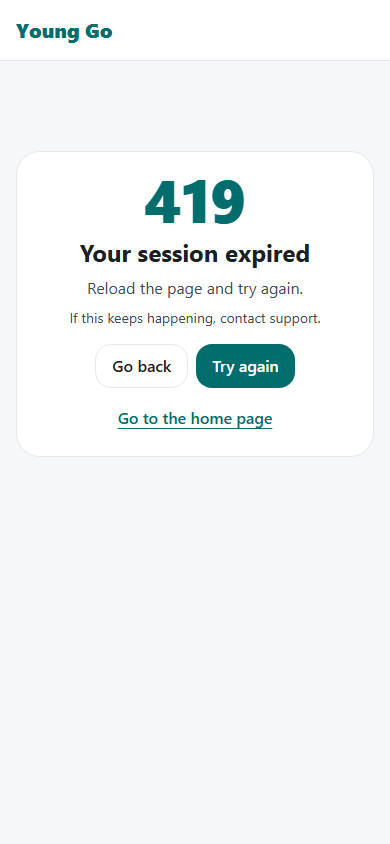 Young Go
419
Your session expired
Reload the page and try again.
If this keeps happening, contact support.
Go back
Try again
Go to the home page